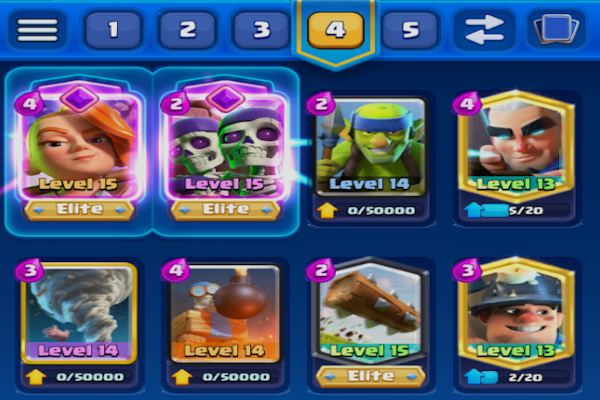 1 2 3 4 5
4 2 2 4
Level 15 Level 15 Level 14 Level 13
Elite Elite 0/50000 5/20
3 4 2 3
Level 14 Level 14 Level 15 Level 13
0/50000 0/50000 Elite 2/20